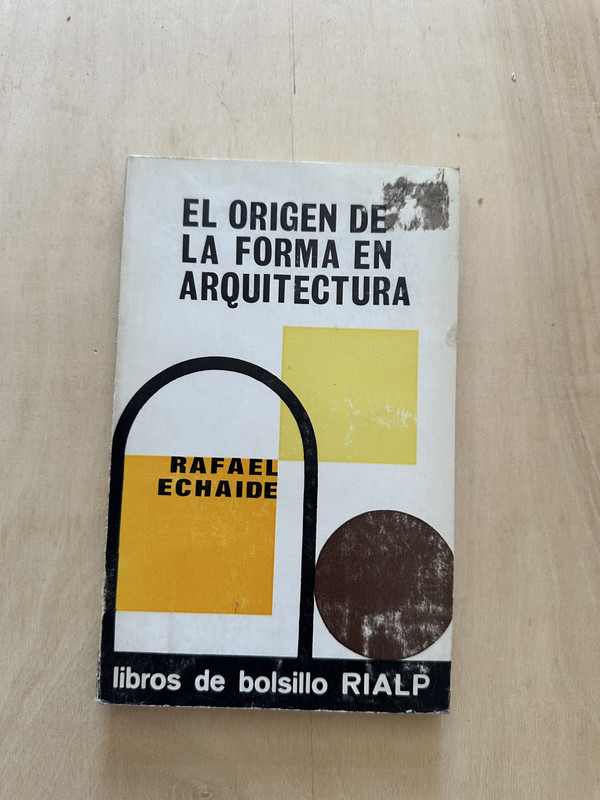 EL ORIGEN DE
LA FORMA EN
ARQUITECTURA
RAFAEL
ECHAIDE
libros de bolsillo RIALP